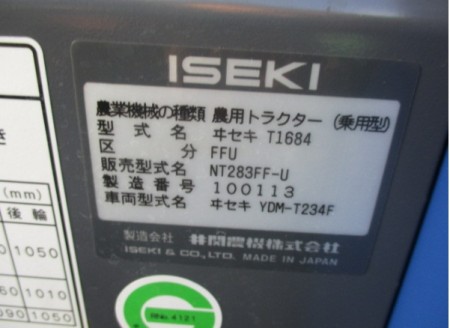 ISEKI
農業機械の種類 農用トラクター(乗用型)
型式名 ヰセキ T1684
区分 FFU
販売型式名 NT283FF-U
製造番号 100113
車両型式名 ヰセキ YDM-T234F
製造会社 井関農機株式会社
ISEKI & CO., LTD. MADE IN JAPAN
(mm)
後輪
1050
1010
1050